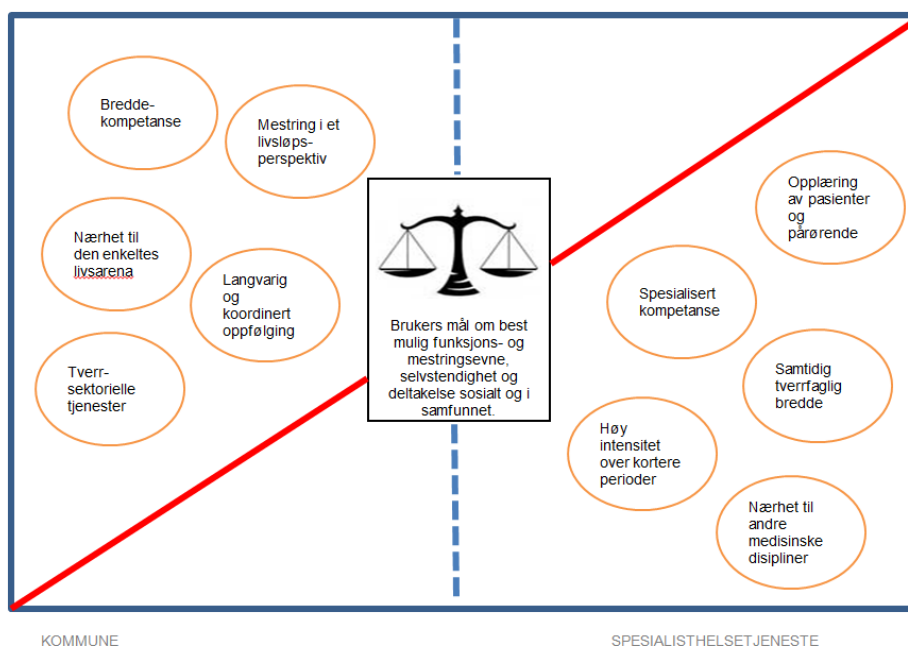 Bredde-
kompetanse
Mestring i et
livsløps-
perspektiv
Nærhet til
den enkeltes
livsarena
Langvarig
og
koordinert
oppfølging
Tverr-
sektorielle
tjenester
Brukers mål om best
mulig funksjons- og
mestringsevne,
selvstendighet og
deltakelse sosialt og i
samfunnet.
Opplæring
av pasienter
og
pårørende
Spesialisert
kompetanse
Samtidig
tverrfaglig
bredde
Høy
intensitet
over kortere
perioder
Nærhet til
andre
medisinske
disipliner
KOMMUNE
SPESIALISTHELSETJENESTE